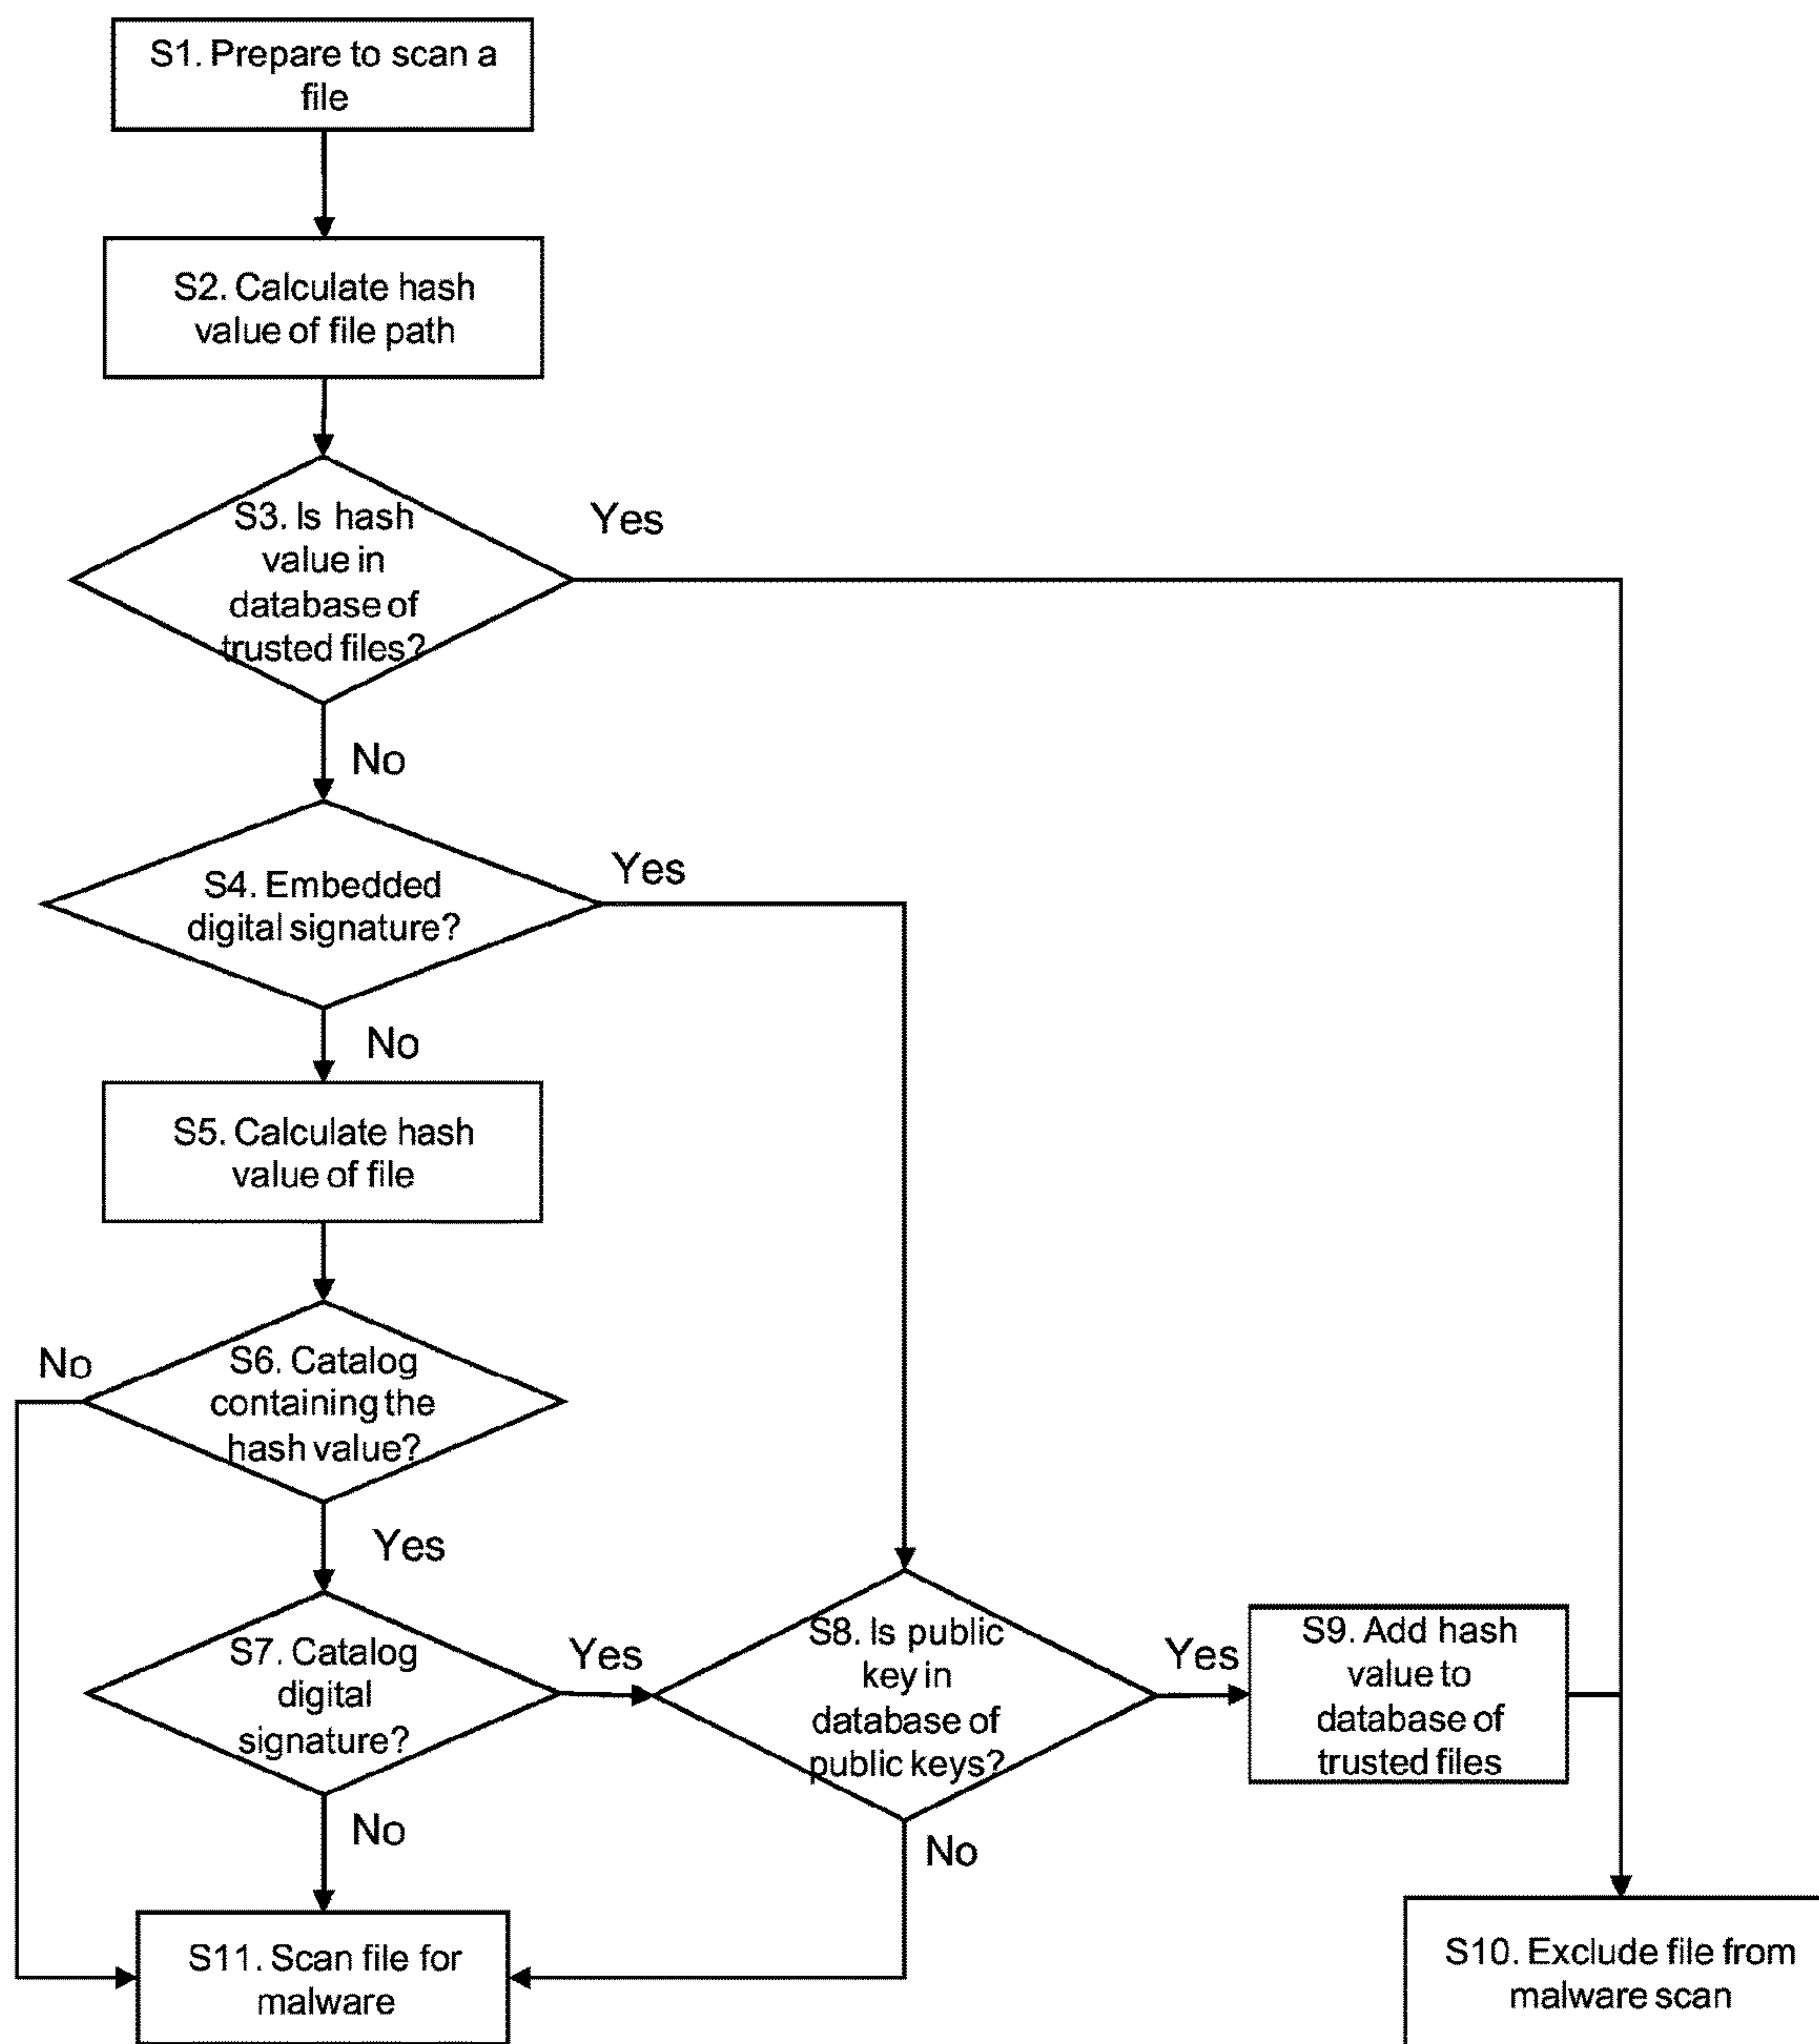 S1. Prepare to scan a
file
S2. Calculate hash
value of file path
S3. Is hash
value in
database of
trusted files?
Yes
No
S4. Embedded
digital signature?
Yes
No
S5. Calculate hash
value of file
S6. Catalog
containing the
hash value?
No
Yes
S7. Catalog
digital
signature?
Yes
No
S8. Is public
key in
database of
public keys?
Yes
No
S9. Add hash
value to
database of
trusted files
S11. Scan file for
malware
S10. Exclude file from
malware scan